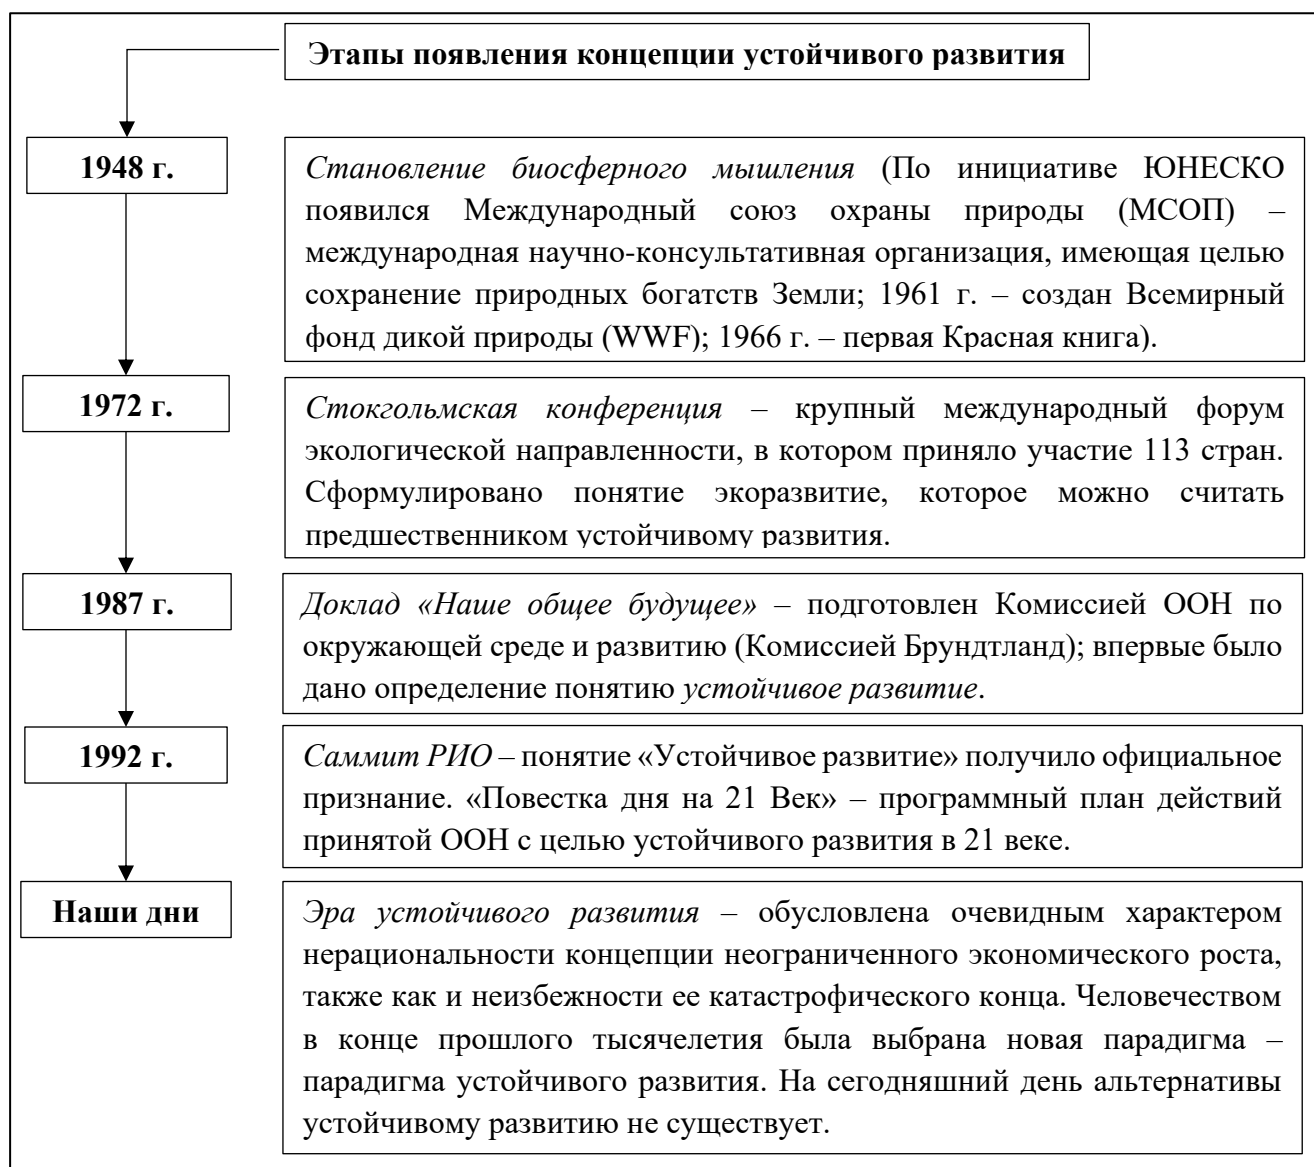 Этапы появления концепции устойчивого развития
1948 г.
Становление биосферного мышления (По инициативе ЮНЕСКО
появился Международный союз охраны природы (МСОП) –
международная научно-консультативная организация, имеющая целью
сохранение природных богатств Земли; 1961 г. – создан Всемирный
фонд дикой природы (WWF); 1966 г. – первая Красная книга).
1972 г.
Стокгольмская конференция – крупный международный форум
экологической направленности, в котором приняло участие 113 стран.
Сформулировано понятие экоразвитие, которое можно считать
предшественником устойчивому развития.
1987 г.
Доклад «Наше общее будущее» – подготовлен Комиссией ООН по
окружающей среде и развитию (Комиссией Брундтланд); впервые было
дано определение понятию устойчивое развитие.
1992 г.
Саммит РИО – понятие «Устойчивое развитие» получило официальное
признание. «Повестка дня на 21 Век» – программный план действий
принятой ООН с целью устойчивого развития в 21 веке.
Наши дни
Эра устойчивого развития – обусловлена очевидным характером
нерациональности концепции неограниченного экономического роста,
также как и неизбежности ее катастрофического конца. Человечеством
в конце прошлого тысячелетия была выбрана новая парадигма –
парадигма устойчивого развития. На сегодняшний день альтернативы
устойчивому развитию не существует.